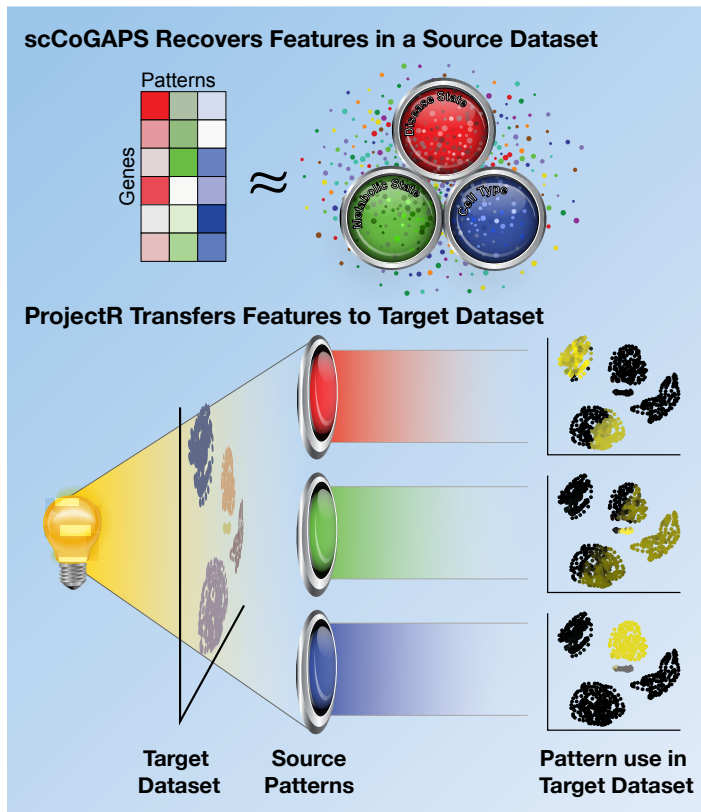 scCoGAPS Recovers Features in a Source Dataset
Patterns
Genes
≈
Disease State
Metabolic State
Cell Type
ProjectR Transfers Features to Target Dataset
Target
Dataset
Source
Patterns
Pattern use in
Target Dataset